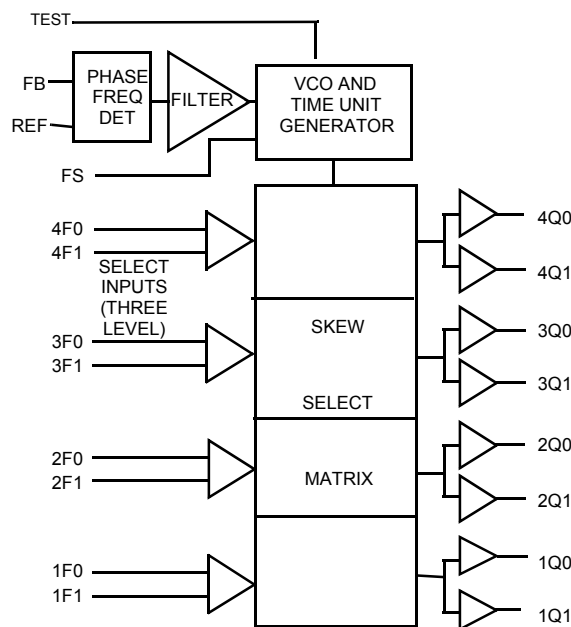 TEST
FB
REF
PHASE
FREQ
DET
FILTER
VCO AND
TIME UNIT
GENERATOR
FS
4F0
4F1
SELECT
INPUTS
(THREE
LEVEL)
3F0
3F1
2F0
2F1
1F0
1F1
SKEW
SELECT
MATRIX
4Q0
4Q1
3Q0
3Q1
2Q0
2Q1
1Q0
1Q1